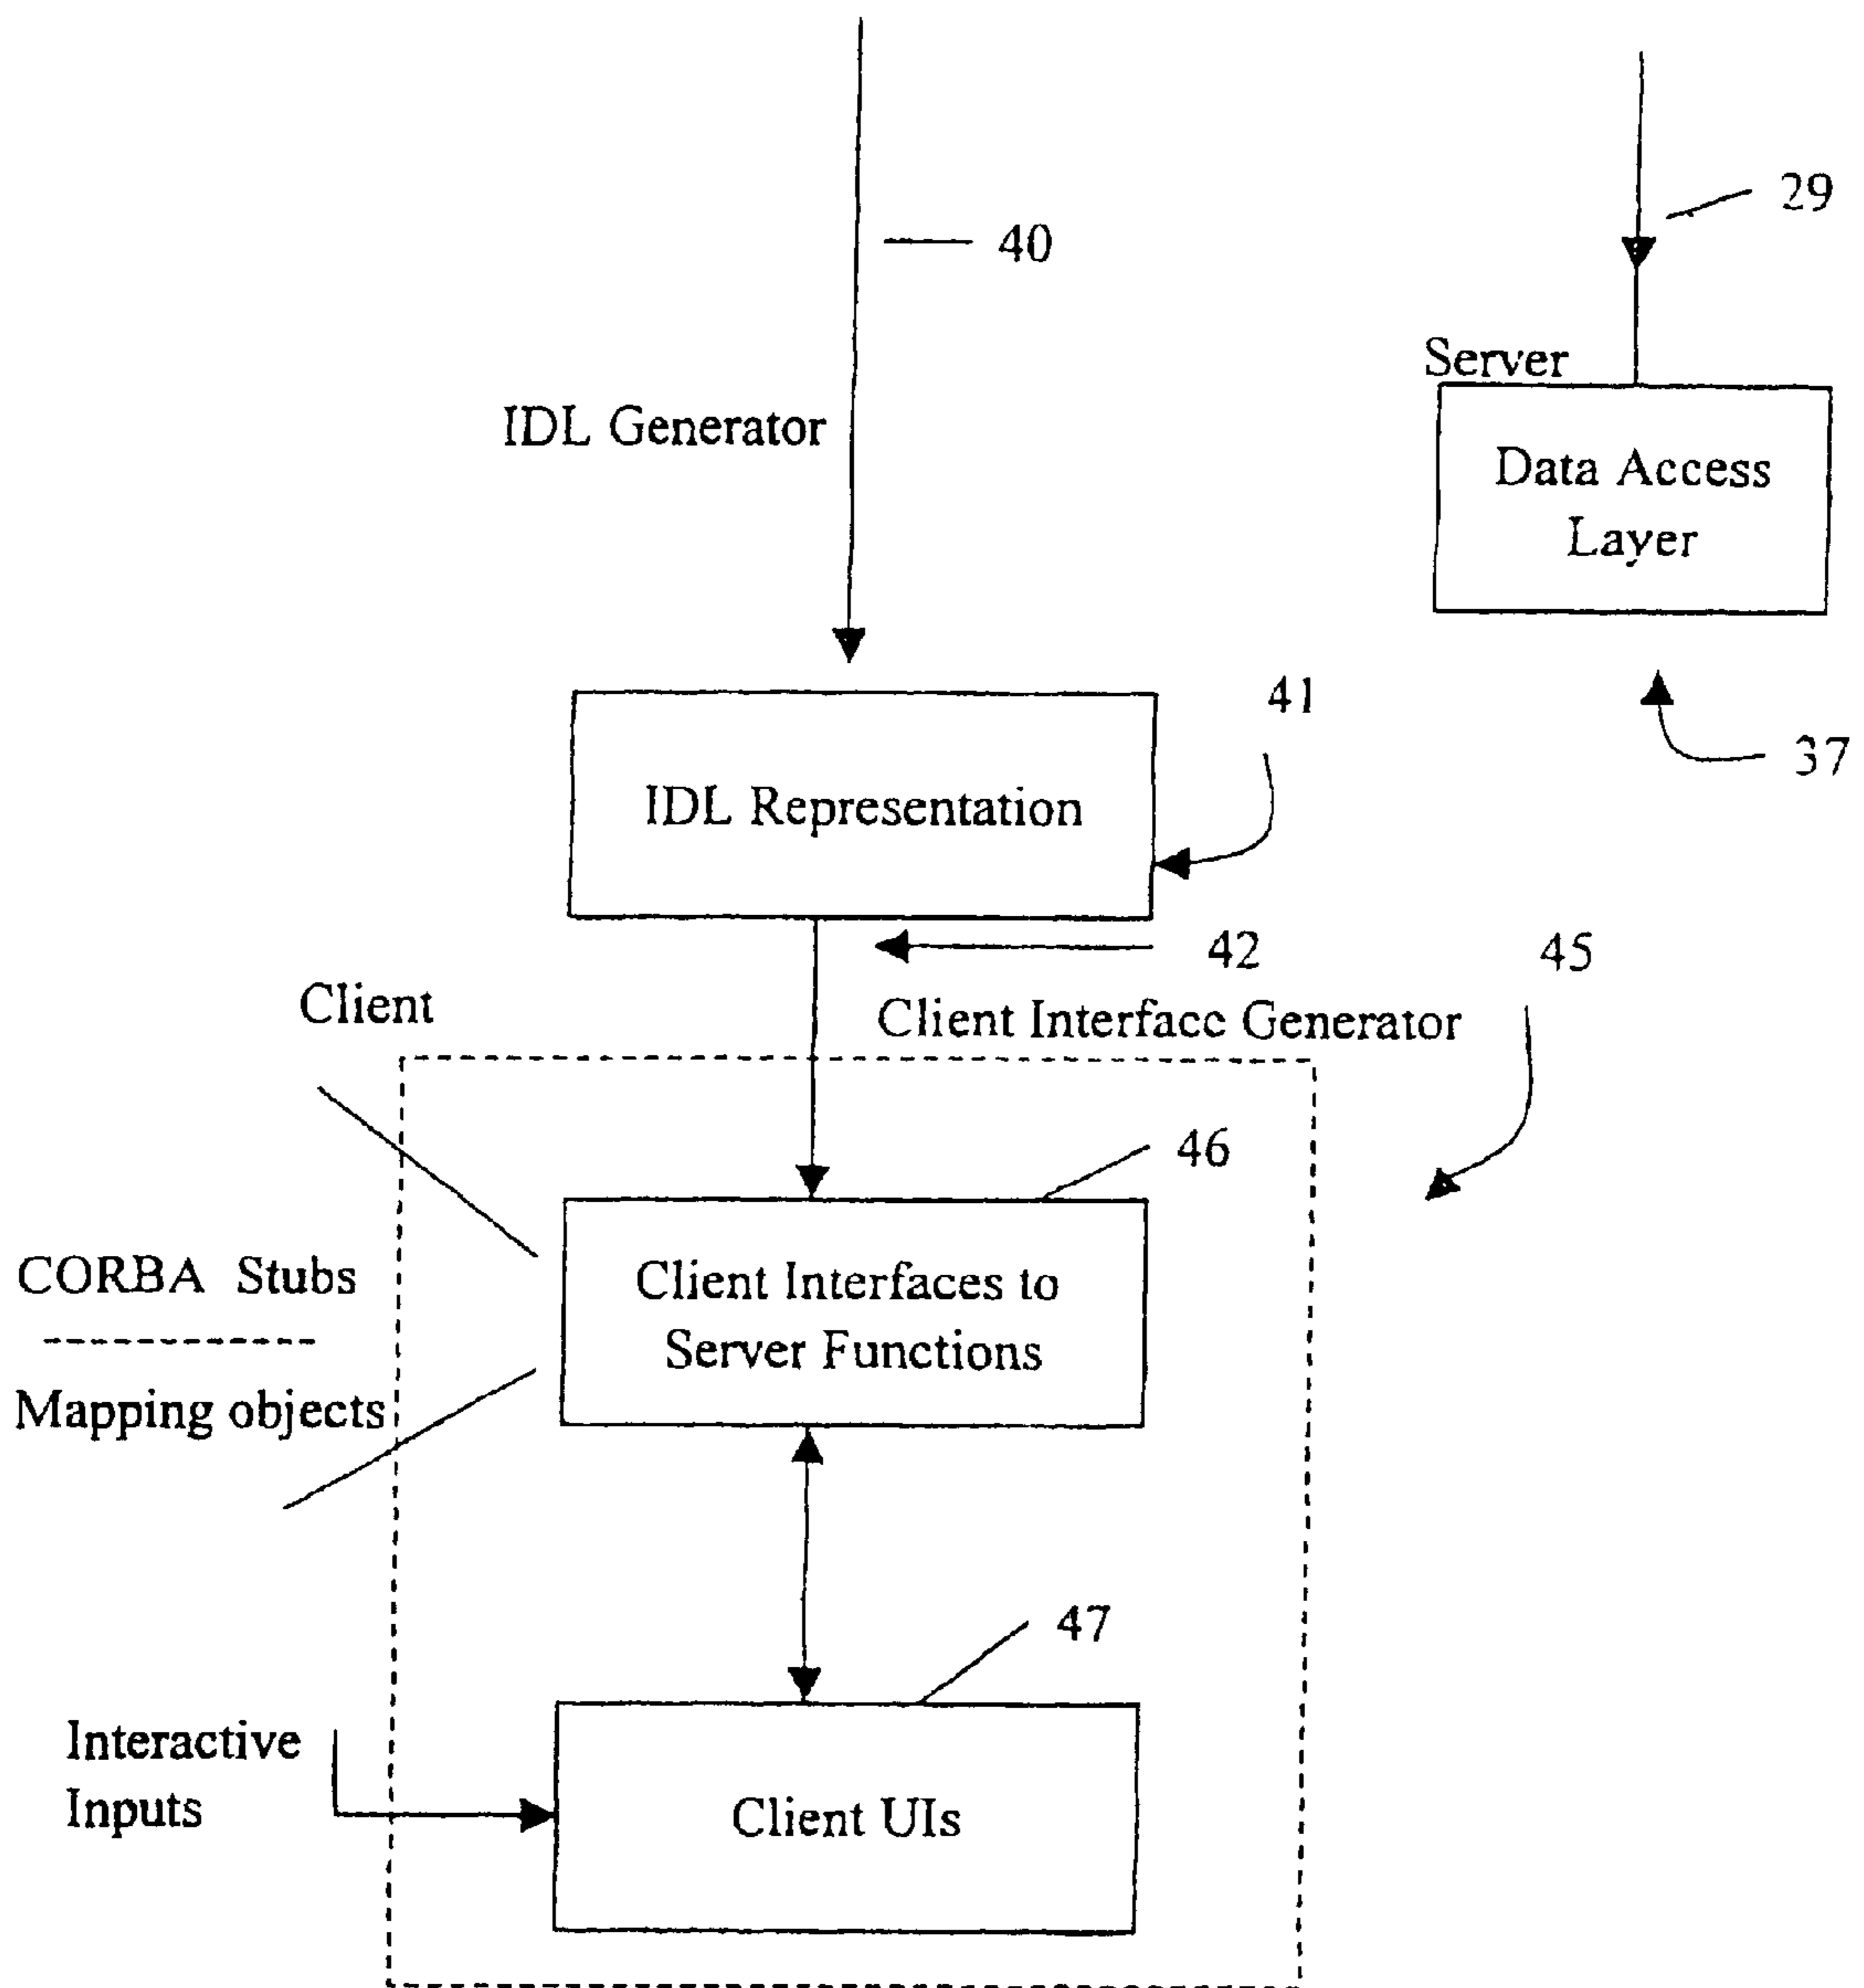 29
40
Server
IDL Generator
Data Access
Layer
41
37
IDL Representation
42
45
Client
Client Interface Generator
46
CORBA Stubs
Client Interfaces to
Server Functions
Mapping objects
47
Interactive
Inputs
Client UIs